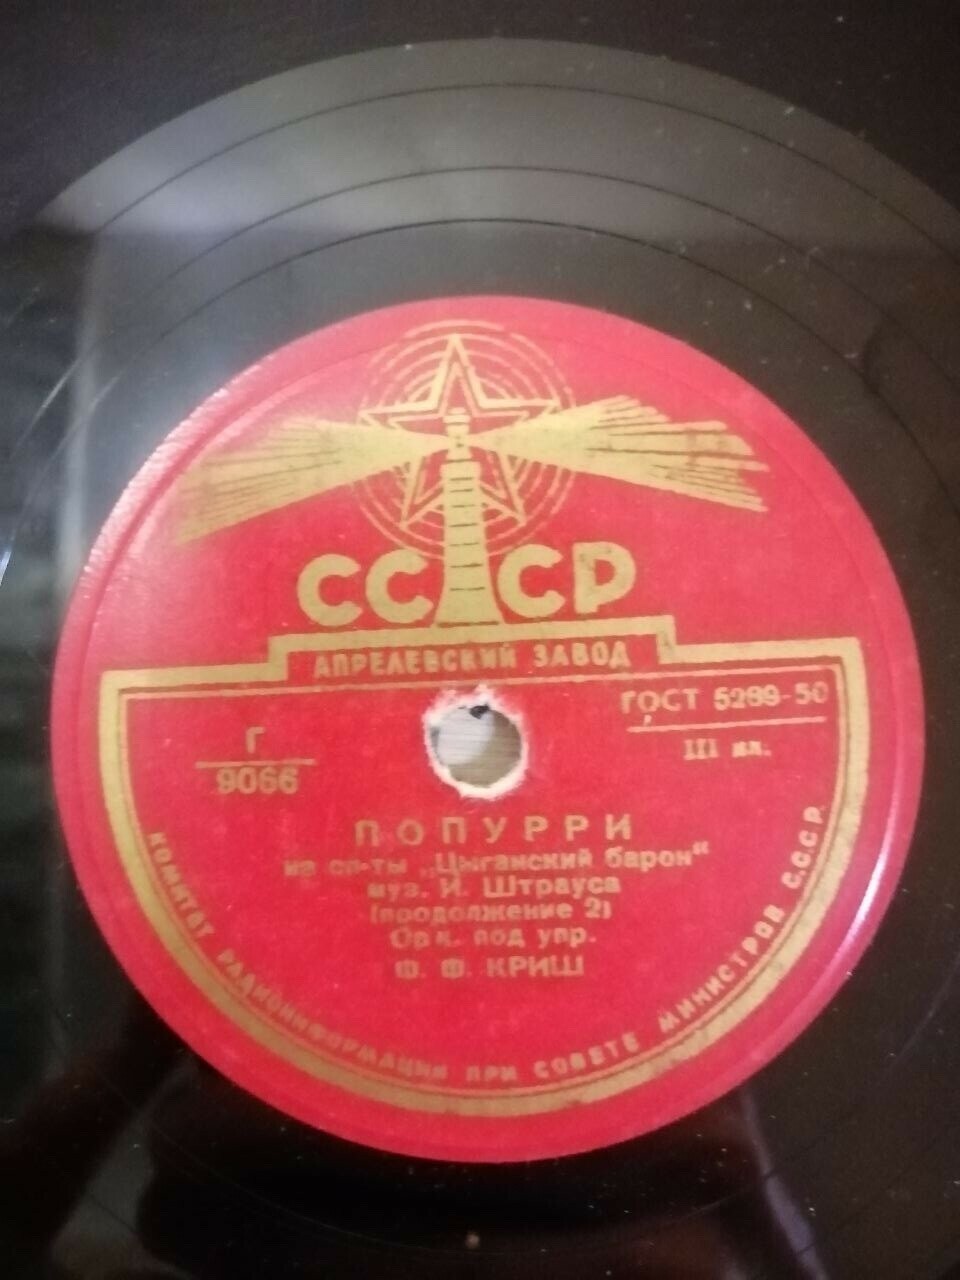 СССР
АПРЕЛЕВСКИЙ ЗАВОД
ГОСТ 5289-50
Г
9066
III кл.
ПОПУРРИ
из оп-ты „Цыганский барон“
муз. И. Штрауса
(продолжение 2)
Орк. под упр.
Ф. Ф. КРИШ
КОМИТЕТ РАДИОИНФОРМАЦИИ ПРИ СОВЕТЕ МИНИСТРОВ С.С.С.Р.